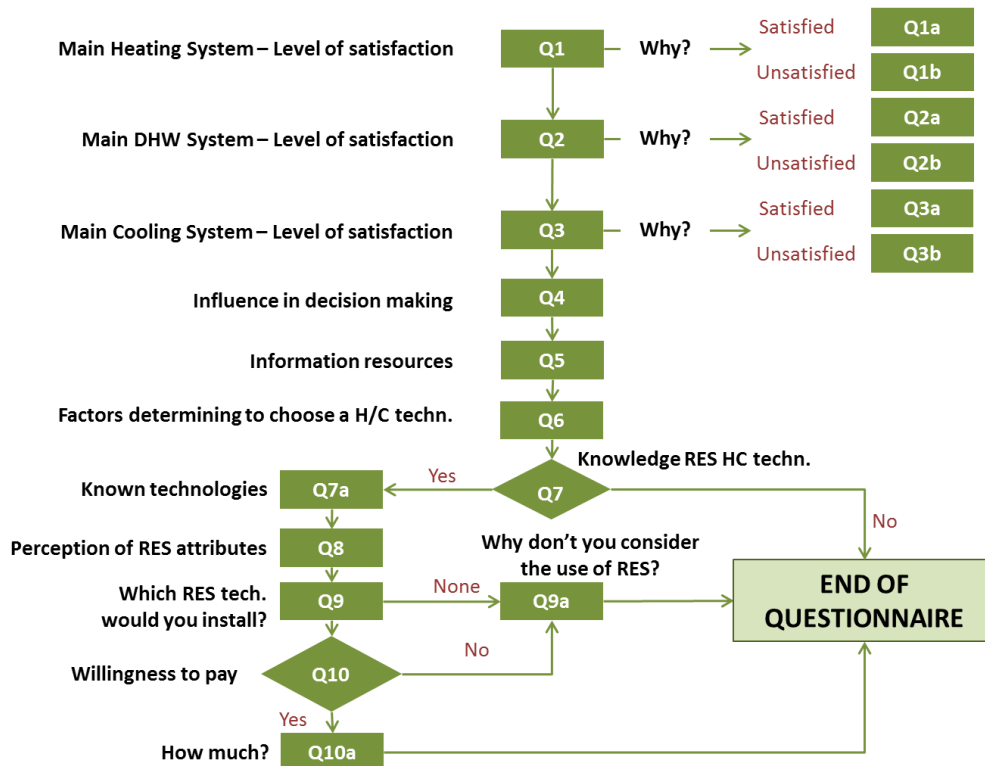 Main Heating System – Level of satisfaction
Q1
Why?
Satisfied
Q1a
Unsatisfied
Q1b
Main DHW System – Level of satisfaction
Q2
Why?
Satisfied
Q2a
Unsatisfied
Q2b
Main Cooling System – Level of satisfaction
Q3
Why?
Satisfied
Q3a
Unsatisfied
Q3b
Influence in decision making
Q4
Information resources
Q5
Factors determining to choose a H/C techn.
Q6
Knowledge RES HC techn.
Q7
Yes
No
Known technologies
Q7a
Perception of RES attributes
Q8
Which RES tech.
would you install?
Q9
None
Why don't you consider
the use of RES?
Q9a
END OF
QUESTIONNAIRE
Willingness to pay
Q10
No
Yes
How much?
Q10a